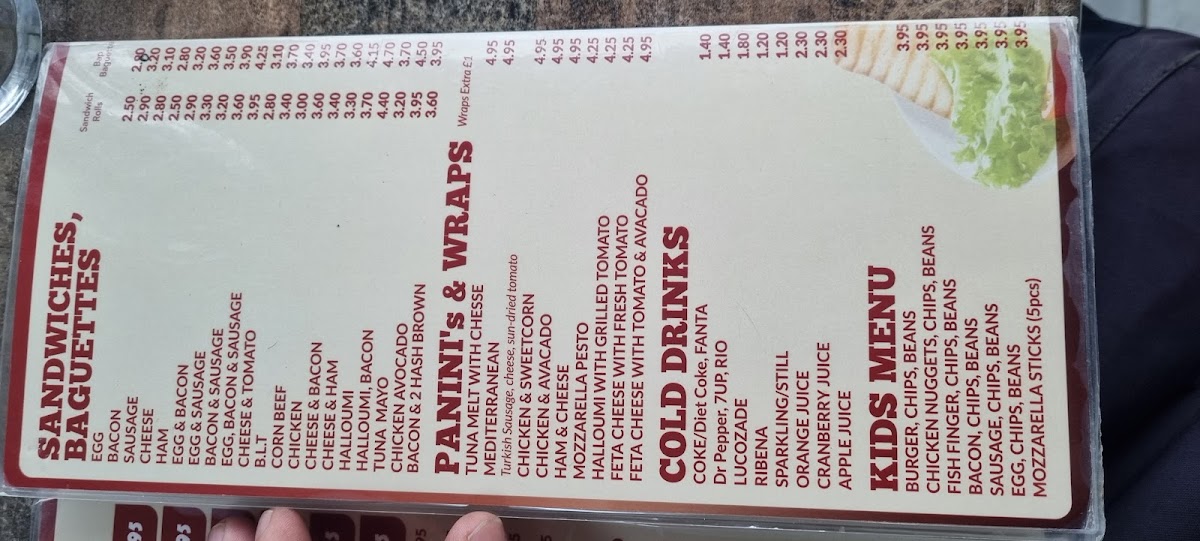 SANDWICHES,
BAGUETTES
Sandwich Rolls
Bap Baguette
EGG 2.50 2.80
BACON 2.90 3.20
SAUSAGE 2.80 3.10
CHEESE 2.50 2.80
HAM 2.90 3.20
EGG & BACON 3.30 3.60
EGG & SAUSAGE 3.20 3.50
BACON & SAUSAGE 3.60 3.90
EGG, BACON & SAUSAGE 3.95 4.25
CHEESE & TOMATO 2.80 3.10
B.L.T 3.40 3.70
CORN BEEF 3.00 3.40
CHICKEN 3.60 3.95
CHEESE & BACON 3.40 3.70
CHEESE & HAM 3.30 3.60
HALLOUMI 3.70 4.15
HALLOUMI, BACON 4.40 4.70
TUNA MAYO 3.20 3.70
CHICKEN AVOCADO 3.95 4.50
BACON & 2 HASH BROWN 3.60 3.95
PANINI's & WRAPS Wraps Extra £1
TUNA MELT WITH CHESSE 4.95
MEDITERRANEAN 4.95
Turkish Sausage, cheese, sun-dried tomato
CHICKEN & SWEETCORN 4.95
CHICKEN & AVACADO 4.95
HAM & CHEESE 4.95
MOZZARELLA PESTO 4.25
HALLOUMI WITH GRILLED TOMATO 4.25
FETA CHEESE WITH FRESH TOMATO 4.25
FETA CHEESE WITH TOMATO & AVACADO 4.95
COLD DRINKS
COKE/Diet Coke, FANTA 1.40
Dr Pepper, 7UP, RIO 1.40
LUCOZADE 1.80
RIBENA 1.20
SPARKLING/STILL 1.20
ORANGE JUICE 2.30
CRANBERRY JUICE 2.30
APPLE JUICE 2.30
KIDS MENU
BURGER, CHIPS, BEANS 3.95
CHICKEN NUGGETS, CHIPS, BEANS 3.95
FISH FINGER, CHIPS, BEANS 3.95
BACON, CHIPS, BEANS 3.95
SAUSAGE, CHIPS, BEANS 3.95
EGG, CHIPS, BEANS 3.95
MOZZARELLA STICKS (5pcs) 3.95